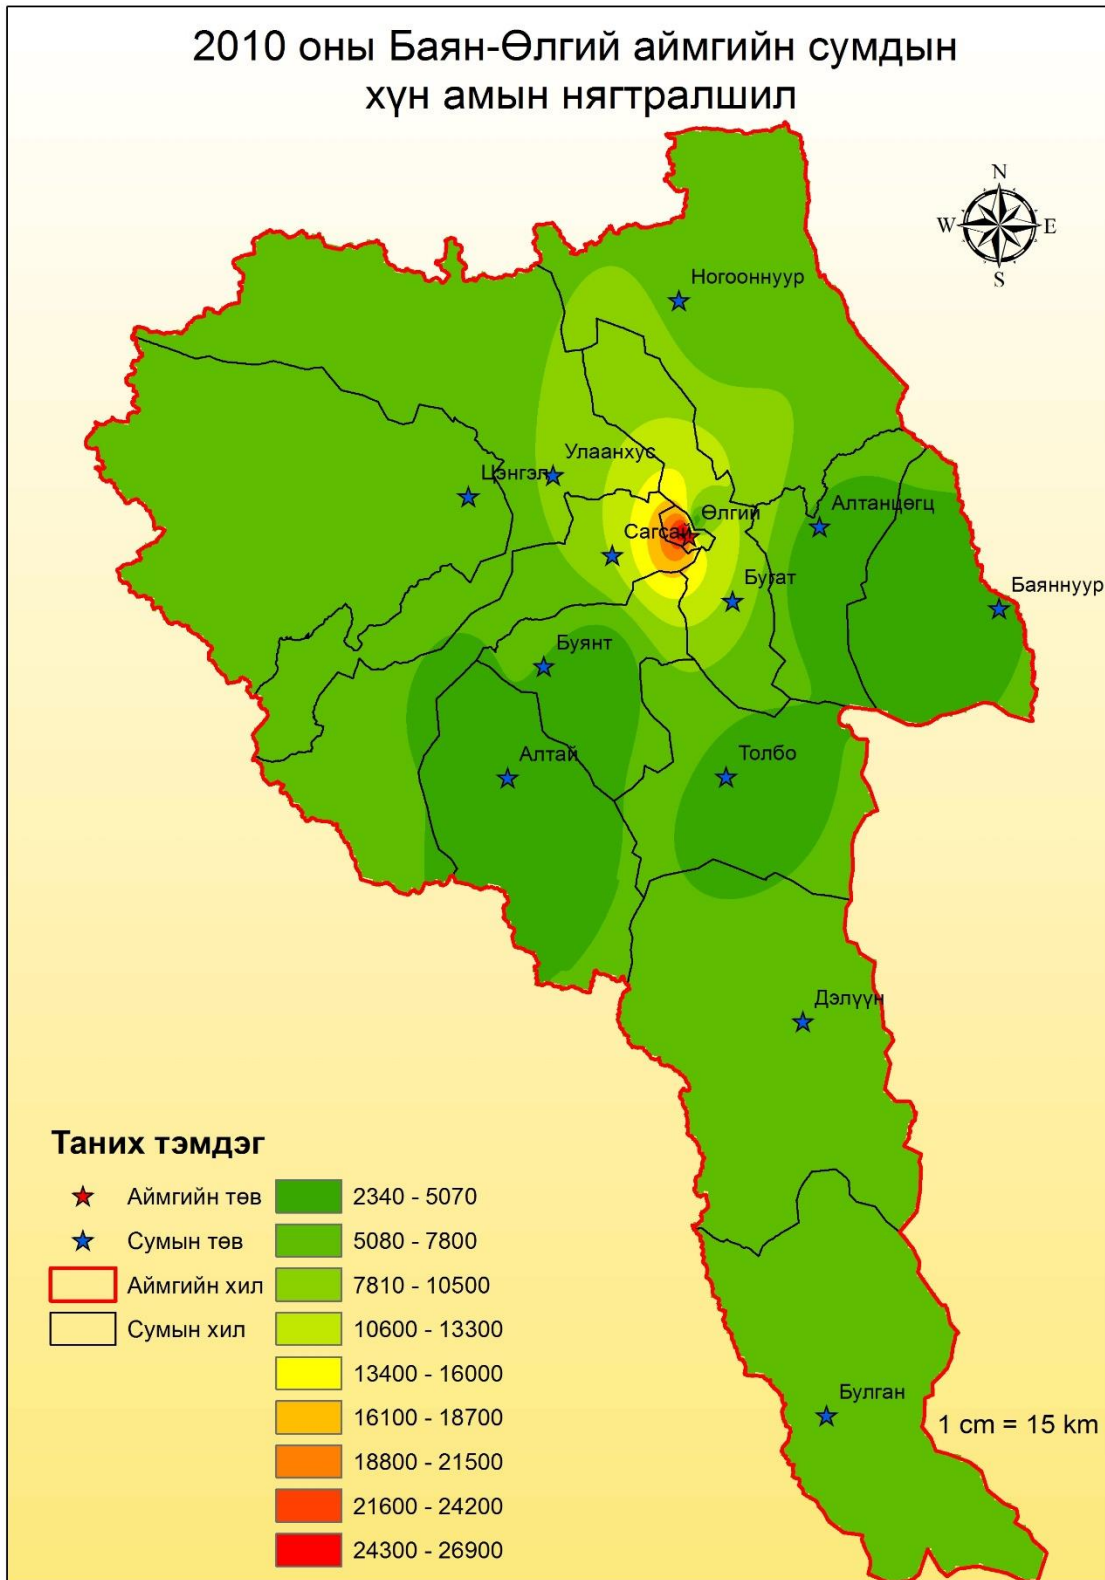 2010 оны Баян-Өлгий аймгийн сумдын
хүн амын нягтралшил
N
W
E
S
Ногооннуур
Улаанхус
Цэнгэл
Өлгий
Алтанцөгц
Сагсай
Бугат
Баяннуур
Буянт
Алтай
Толбо
Дэлүүн
Булган
1 cm = 15 km
Таних тэмдэг
Аймгийн төв
Сумын төв
Аймгийн хил
Сумын хил
2340 - 5070
5080 - 7800
7810 - 10500
10600 - 13300
13400 - 16000
16100 - 18700
18800 - 21500
21600 - 24200
24300 - 26900